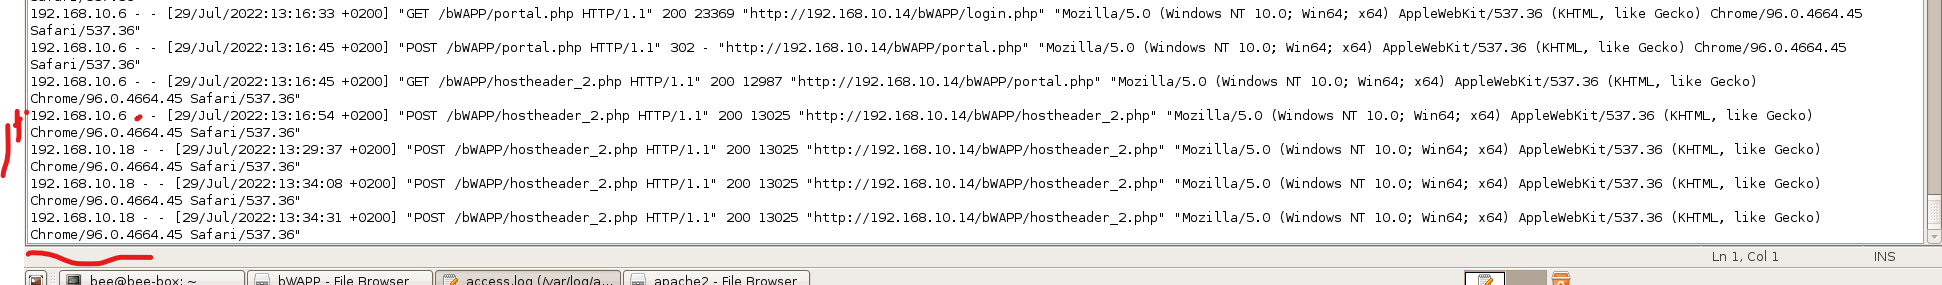 192.168.10.6 - - [29/Jul/2022:13:16:33 +0200] "GET /bWAPP/portal.php HTTP/1.1" 200 23369 "http://192.168.10.14/bWAPP/login.php" "Mozilla/5.0 (Windows NT 10.0; Win64; x64) AppleWebKit/537.36 (KHTML, like Gecko) Chrome/96.0.4664.45
Safari/537.36"
192.168.10.6 - - [29/Jul/2022:13:16:45 +0200] "POST /bWAPP/portal.php HTTP/1.1" 302 - "http://192.168.10.14/bWAPP/portal.php" "Mozilla/5.0 (Windows NT 10.0; Win64; x64) AppleWebKit/537.36 (KHTML, like Gecko) Chrome/96.0.4664.45
Safari/537.36"
192.168.10.6 - - [29/Jul/2022:13:16:45 +0200] "GET /bWAPP/hostheader_2.php HTTP/1.1" 200 12987 "http://192.168.10.14/bWAPP/portal.php" "Mozilla/5.0 (Windows NT 10.0; Win64; x64) AppleWebKit/537.36 (KHTML, like Gecko)
Chrome/96.0.4664.45 Safari/537.36"
192.168.10.6 - - [29/Jul/2022:13:16:54 +0200] "POST /bWAPP/hostheader_2.php HTTP/1.1" 200 13025 "http://192.168.10.14/bWAPP/hostheader_2.php" "Mozilla/5.0 (Windows NT 10.0; Win64; x64) AppleWebKit/537.36 (KHTML, like Gecko)
Chrome/96.0.4664.45 Safari/537.36"
192.168.10.18 - - [29/Jul/2022:13:29:37 +0200] "POST /bWAPP/hostheader_2.php HTTP/1.1" 200 13025 "http://192.168.10.14/bWAPP/hostheader_2.php" "Mozilla/5.0 (Windows NT 10.0; Win64; x64) AppleWebKit/537.36 (KHTML, like Gecko)
Chrome/96.0.4664.45 Safari/537.36"
192.168.10.18 - - [29/Jul/2022:13:34:08 +0200] "POST /bWAPP/hostheader_2.php HTTP/1.1" 200 13025 "http://192.168.10.14/bWAPP/hostheader_2.php" "Mozilla/5.0 (Windows NT 10.0; Win64; x64) AppleWebKit/537.36 (KHTML, like Gecko)
Chrome/96.0.4664.45 Safari/537.36"
192.168.10.18 - - [29/Jul/2022:13:34:31 +0200] "POST /bWAPP/hostheader_2.php HTTP/1.1" 200 13025 "http://192.168.10.14/bWAPP/hostheader_2.php" "Mozilla/5.0 (Windows NT 10.0; Win64; x64) AppleWebKit/537.36 (KHTML, like Gecko)
Chrome/96.0.4664.45 Safari/537.36"
Ln 1, Col 1 INS
bee@bee-box: ~ bWAPP - File Browser access.log (/var/log/a... apache2 - File Browser